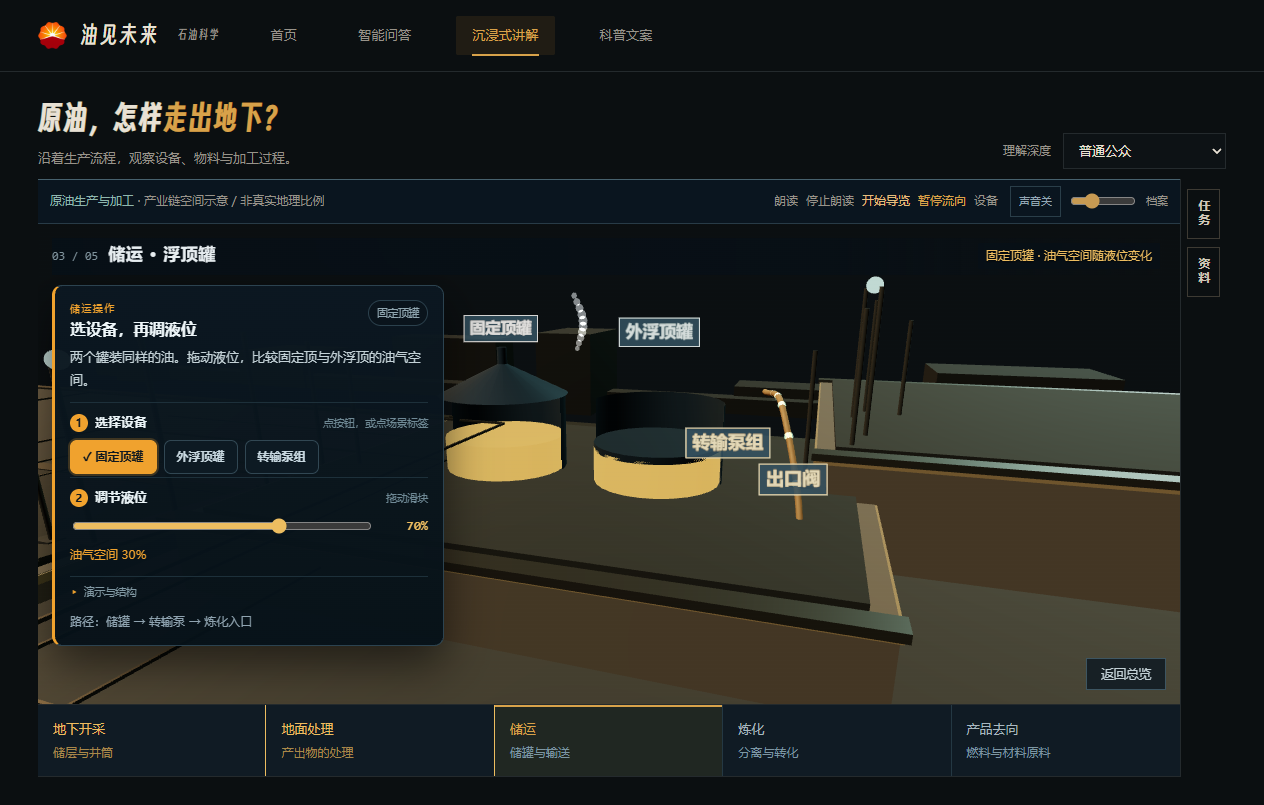 油见未来 石油科学 首页 智能问答 沉浸式讲解 科普文案
原油，怎样走出地下？
沿着生产流程，观察设备、物料与加工过程。
理解深度 普通公众
原油生产与加工 · 产业链空间示意 / 非真实地理比例
朗读 停止朗读 开始导览 暂停流向 设备 声音关 档案
任务
资料
03 / 05 储运 • 浮顶罐
固定顶罐 · 油气空间随液位变化
储运操作
固定顶罐
选设备，再调液位
两个罐装同样的油。拖动液位，比较固定顶与外浮顶的油气空
间。
1 选择设备 点按钮，或点场景标签
✓ 固定顶罐 外浮顶罐 转输泵组
2 调节液位 拖动滑块
70%
油气空间 30%
▸ 演示与结构
路径：储罐 → 转输泵 → 炼化入口
固定顶罐
外浮顶罐
转输泵组
出口阀
返回总览
地下开采 地面处理 储运 炼化 产品去向
储层与井筒 产出物的处理 储罐与输送 分离与转化 燃料与材料原料